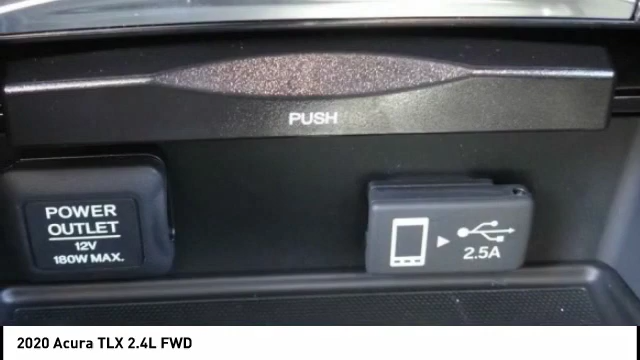 PUSH
POWER
OUTLET
12V
180W MAX.
2.5A
2020 Acura TLX 2.4L FWD